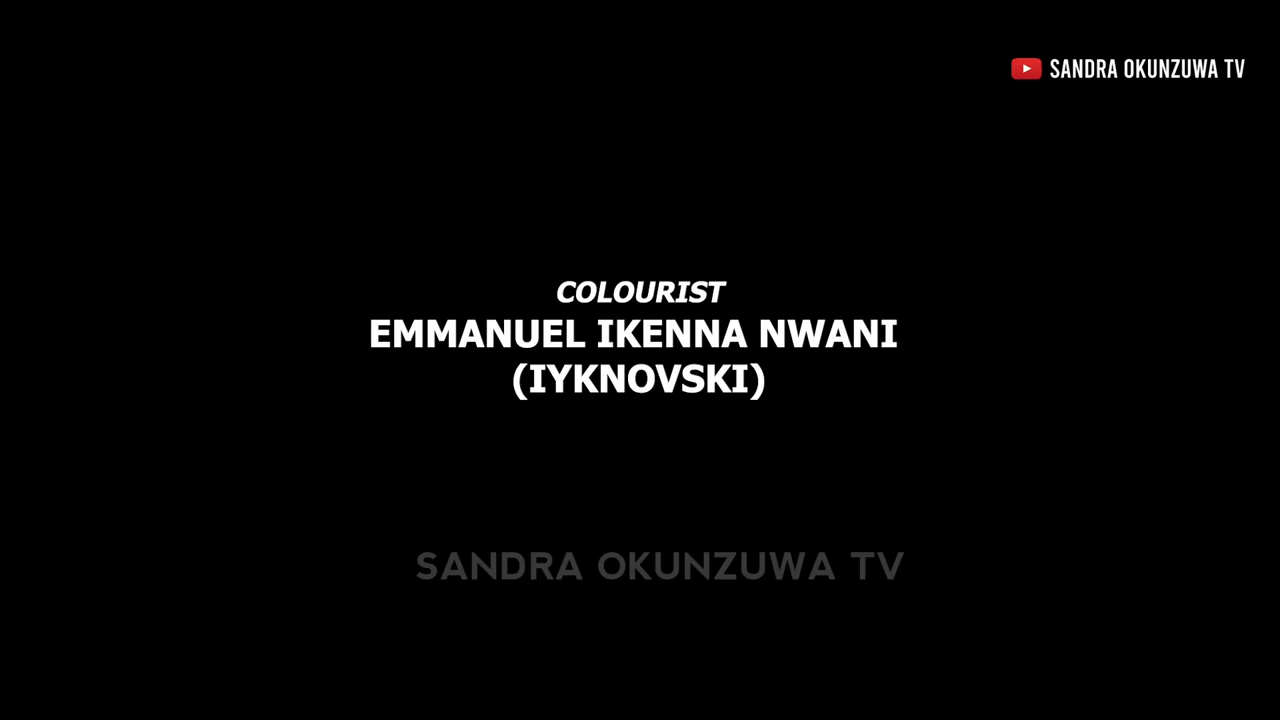 SANDRA OKUNZUWA TV
COLOURIST
EMMANUEL IKENNA NWANI
(IYKNOVSKI)
SANDRA OKUNZUWA TV